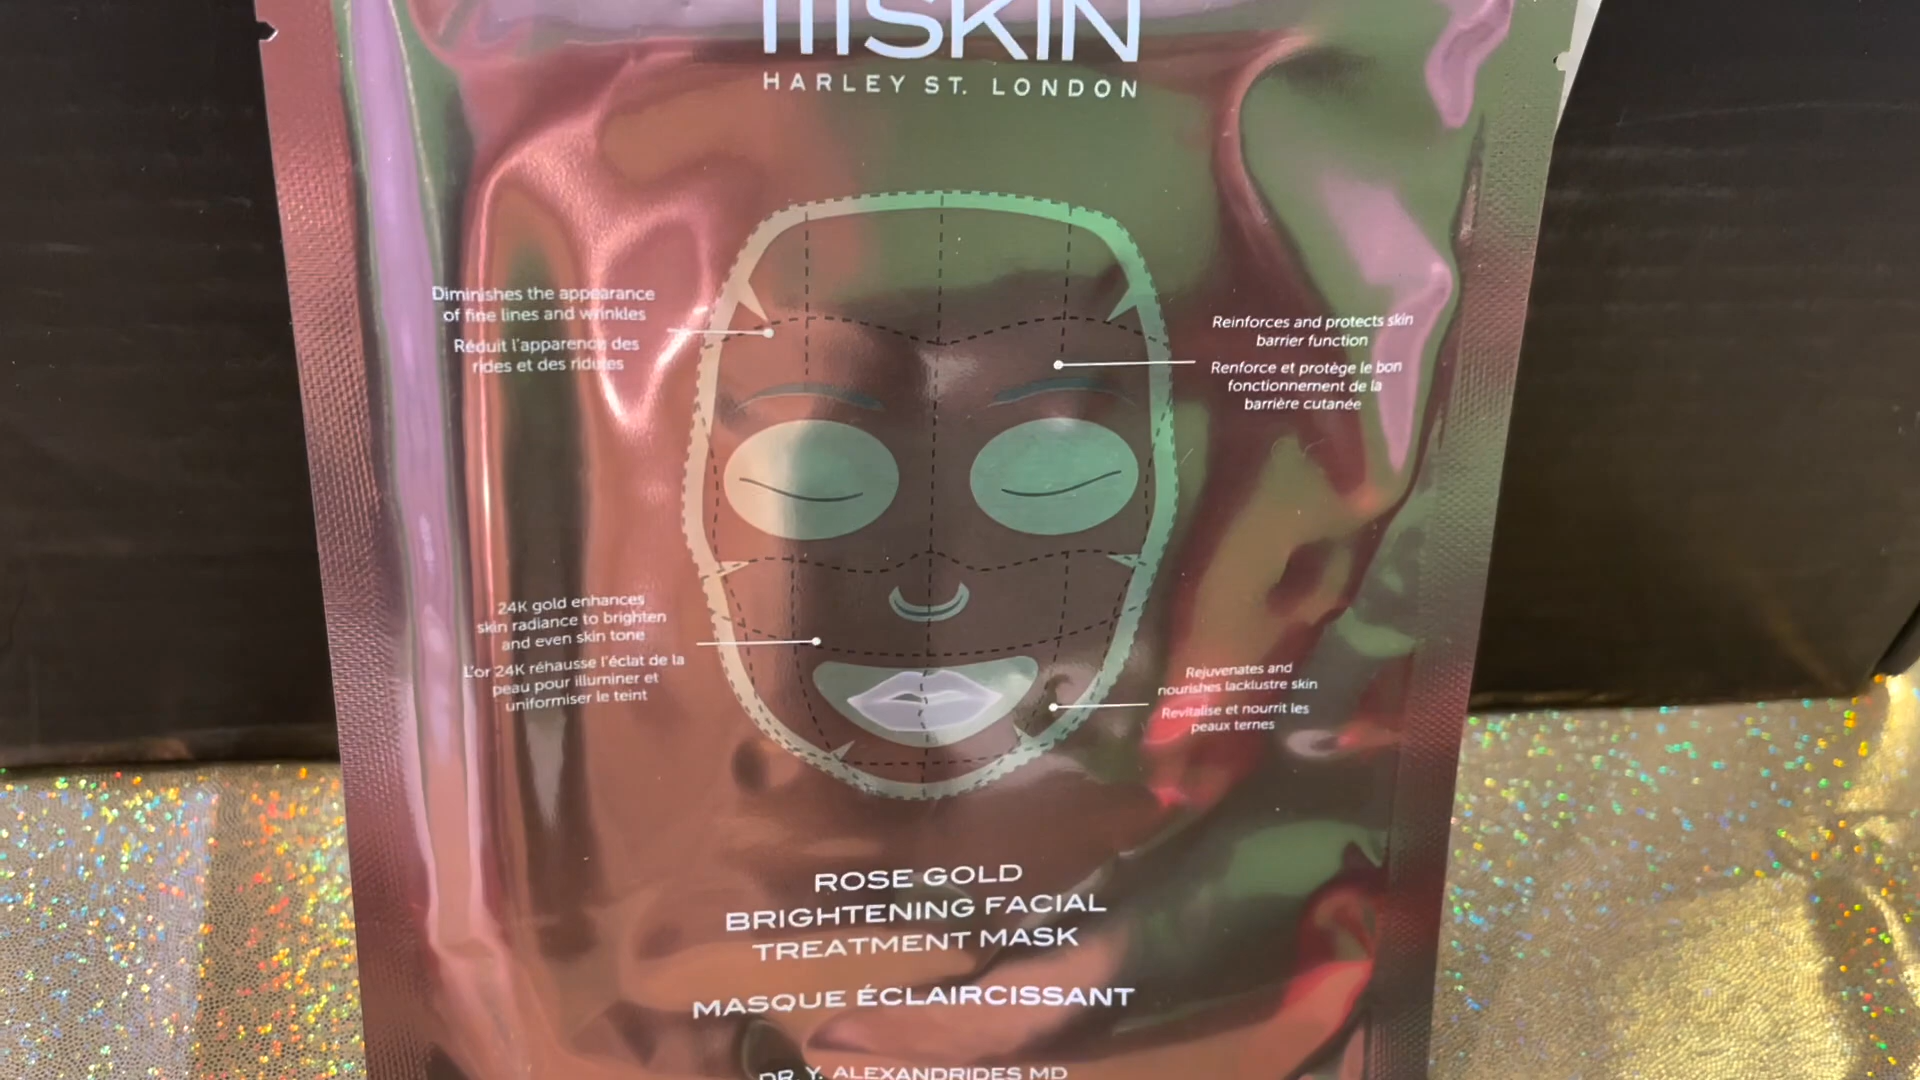 111SKIN
HARLEY ST. LONDON
Diminishes the appearance
of fine lines and wrinkles
Réduit l'apparence des
rides et des ridules
Reinforces and protects skin
barrier function
Renforce et protège le bon
fonctionnement de la
barrière cutanée
24K gold enhances
skin radiance to brighten
and even skin tone
L'or 24K réhausse l'éclat de la
peau pour illuminer et
uniformiser le teint
Rejuvenates and
nourishes lacklustre skin
Revitalise et nourrit les
peaux ternes
ROSE GOLD
BRIGHTENING FACIAL
TREATMENT MASK
MASQUE ÉCLAIRCISSANT
DR. Y. ALEXANDRIDES MD